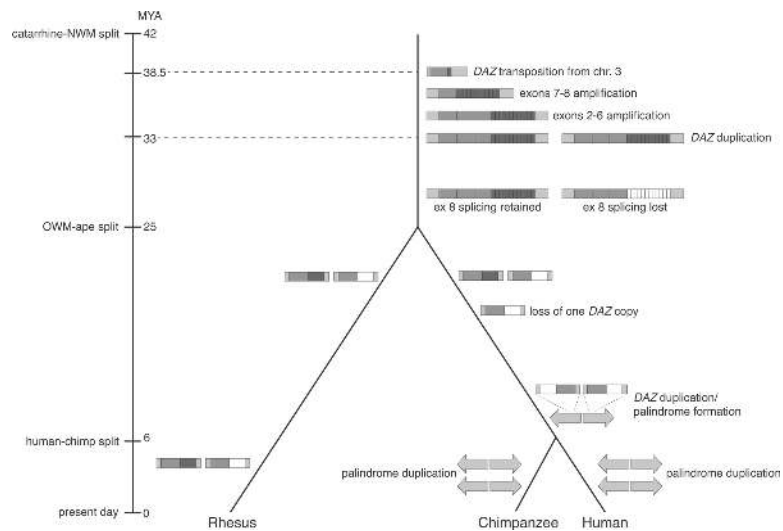 MYA
catarrhine-NWM split
42
38.5
DAZ transposition from chr. 3
exons 7-8 amplification
exons 2-6 amplification
33
DAZ duplication
ex 8 splicing retained
ex 8 splicing lost
OWM-ape split
25
loss of one DAZ copy
DAZ duplication/
palindrome formation
human-chimp split
6
palindrome duplication
palindrome duplication
present day
0
Rhesus
Chimpanzee
Human